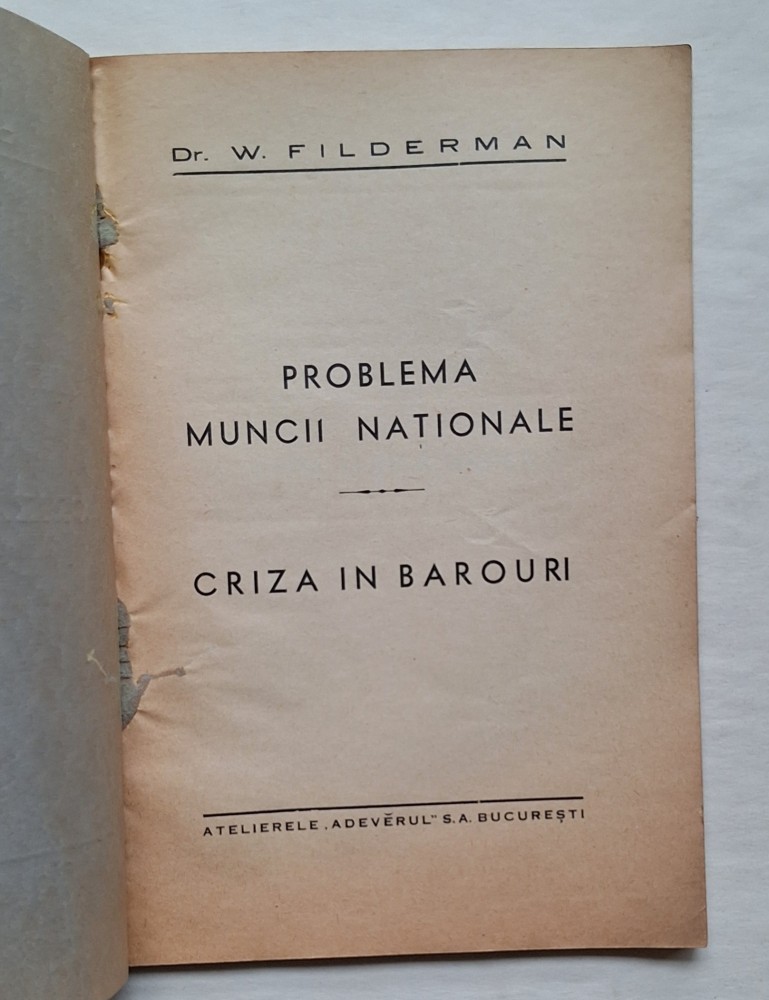 Dr. W. FILDERMAN
PROBLEMA
MUNCII NAȚIONALE
CRIZA IN BAROURI
ATELIERELE „ADEVĔRUL" S.A. BUCUREȘTI